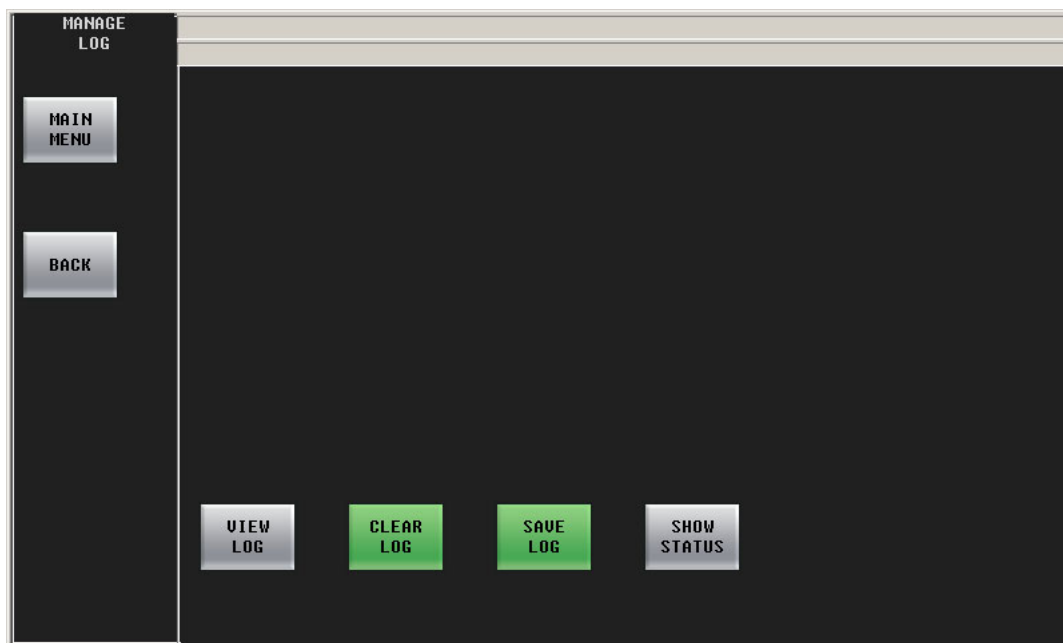 MANAGE
LOG
MAIN
MENU
BACK
VIEW
LOG
CLEAR
LOG
SAVE
LOG
SHOW
STATUS